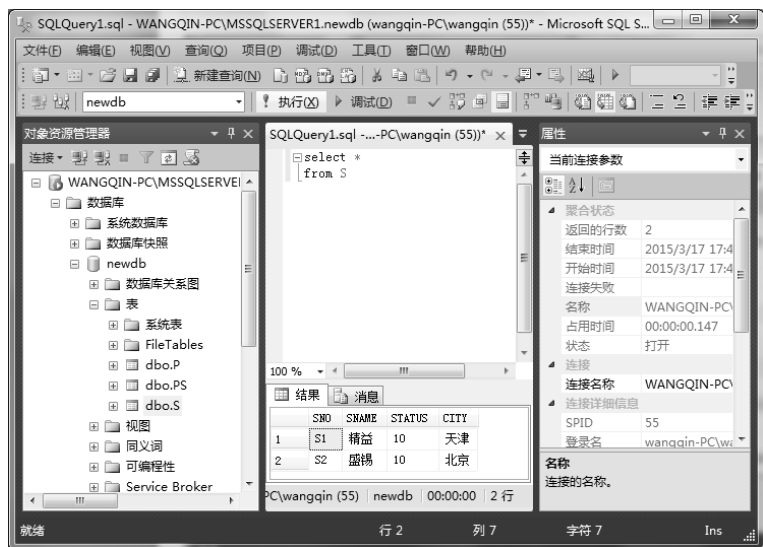 SQLQuery1.sql - WANGQIN-PC\MSSQLSERVER1.newdb (wangqin-PC\wangqin (55))* - Microsoft SQL S...
文件(F) 编辑(E) 视图(V) 查询(Q) 项目(P) 调试(D) 工具(T) 窗口(W) 帮助(H)
新建查询(N)
newdb
执行(X) 调试(D)
对象资源管理器
连接
WANGQIN-PC\MSSQLSERVEI
数据库
系统数据库
数据库快照
newdb
数据库关系图
表
系统表
FileTables
dbo.P
dbo.PS
dbo.S
视图
同义词
可编程性
Service Broker
SQLQuery1.sql -...-PC\wangqin (55))*
select *
from S
100 %
结果 消息
SNO SNAME STATUS CITY
1 S1 精益 10 天津
2 S2 盛锡 10 北京
PC\wangqin (55) newdb 00:00:00 2 行
属性
当前连接参数
聚合状态
返回的行数 2
结束时间 2015/3/17 17:4
开始时间 2015/3/17 17:4
连接失败
名称 WANGQIN-PC\
占用时间 00:00:00.147
状态 打开
连接
连接名称 WANGQIN-PC\
连接详细信息
SPID 55
登录名 wangqin-PC\wa
名称
连接的名称。
就绪 行 2 列 7 字符 7 Ins